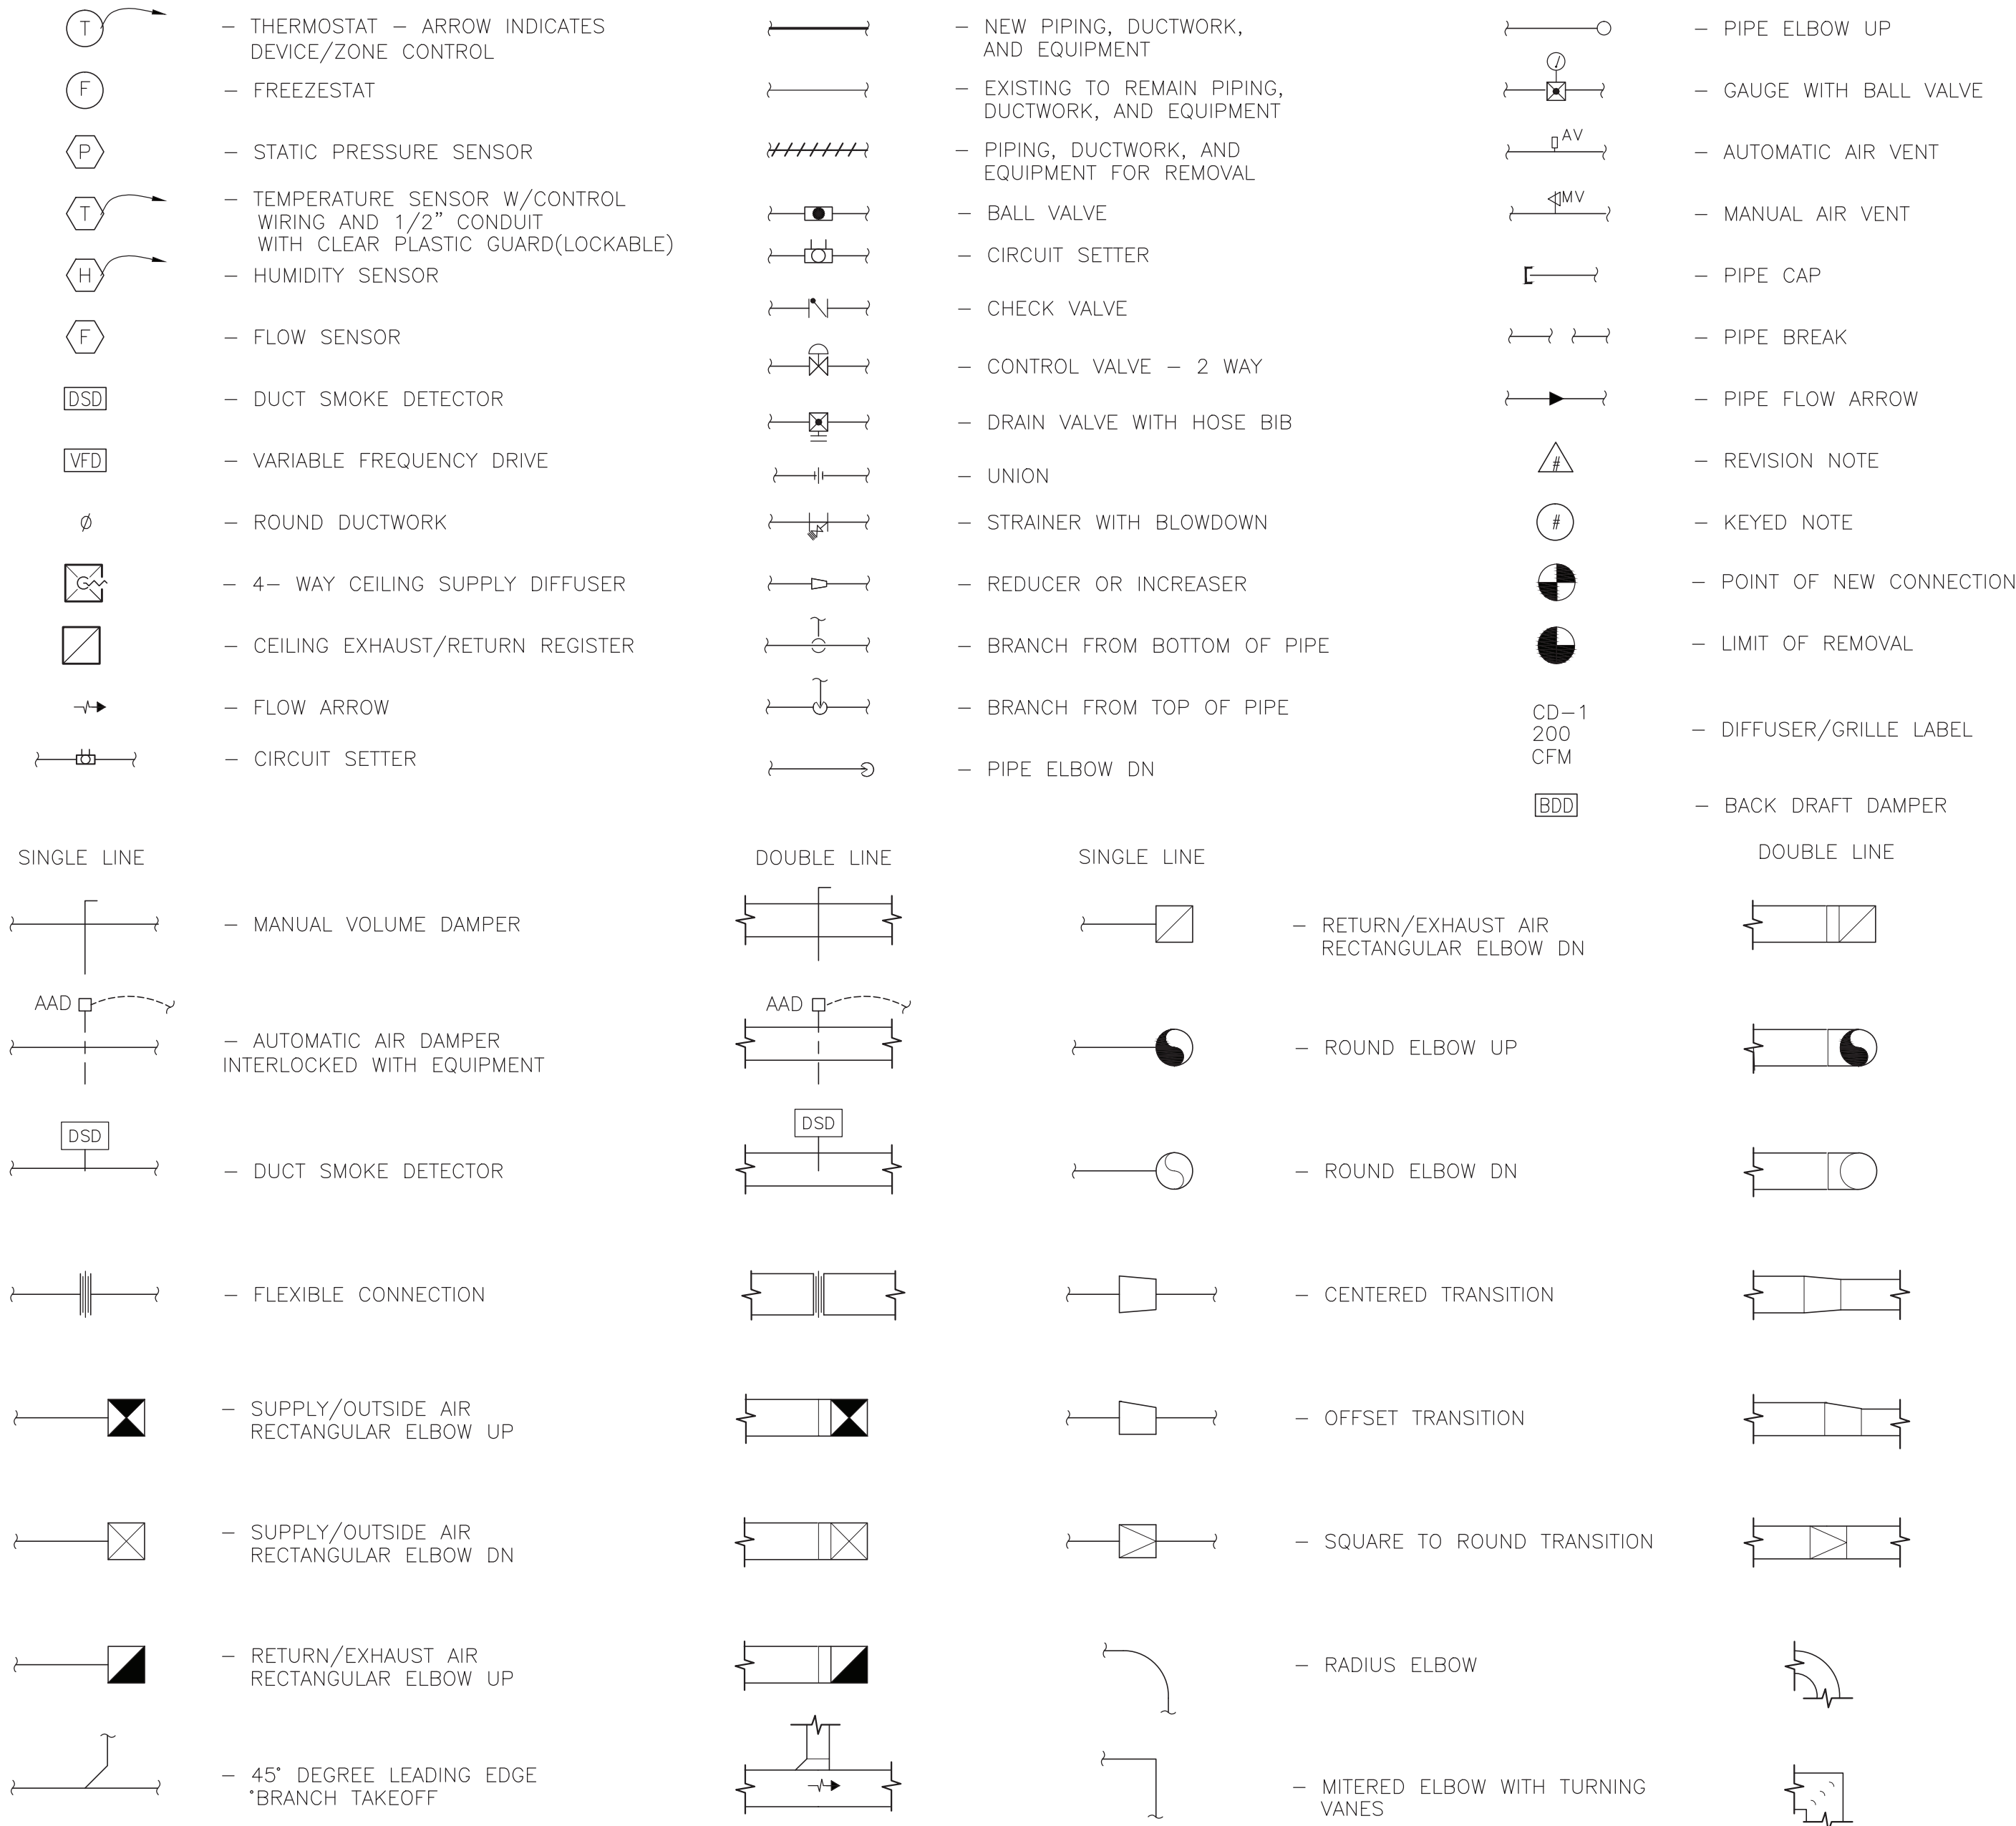 T
– THERMOSTAT – ARROW INDICATES
DEVICE/ZONE CONTROL
F
– FREEZESTAT
P
– STATIC PRESSURE SENSOR
T
– TEMPERATURE SENSOR W/CONTROL
WIRING AND 1/2" CONDUIT
WITH CLEAR PLASTIC GUARD(LOCKABLE)
H
– HUMIDITY SENSOR
F
– FLOW SENSOR
DSD
– DUCT SMOKE DETECTOR
VFD
– VARIABLE FREQUENCY DRIVE
ø
– ROUND DUCTWORK
– 4– WAY CEILING SUPPLY DIFFUSER
– CEILING EXHAUST/RETURN REGISTER
– FLOW ARROW
– CIRCUIT SETTER
– NEW PIPING, DUCTWORK,
AND EQUIPMENT
– EXISTING TO REMAIN PIPING,
DUCTWORK, AND EQUIPMENT
– PIPING, DUCTWORK, AND
EQUIPMENT FOR REMOVAL
– BALL VALVE
– CIRCUIT SETTER
– CHECK VALVE
– CONTROL VALVE – 2 WAY
– DRAIN VALVE WITH HOSE BIB
– UNION
– STRAINER WITH BLOWDOWN
– REDUCER OR INCREASER
– BRANCH FROM BOTTOM OF PIPE
– BRANCH FROM TOP OF PIPE
– PIPE ELBOW DN
– PIPE ELBOW UP
– GAUGE WITH BALL VALVE
AV
– AUTOMATIC AIR VENT
MV
– MANUAL AIR VENT
– PIPE CAP
– PIPE BREAK
– PIPE FLOW ARROW
#
– REVISION NOTE
#
– KEYED NOTE
– POINT OF NEW CONNECTION
– LIMIT OF REMOVAL
CD–1
200
CFM
– DIFFUSER/GRILLE LABEL
BDD
– BACK DRAFT DAMPER
SINGLE LINE
DOUBLE LINE
– MANUAL VOLUME DAMPER
AAD
AAD
– AUTOMATIC AIR DAMPER
INTERLOCKED WITH EQUIPMENT
DSD
DSD
– DUCT SMOKE DETECTOR
– FLEXIBLE CONNECTION
– SUPPLY/OUTSIDE AIR
RECTANGULAR ELBOW UP
– SUPPLY/OUTSIDE AIR
RECTANGULAR ELBOW DN
– RETURN/EXHAUST AIR
RECTANGULAR ELBOW UP
– 45° DEGREE LEADING EDGE
°BRANCH TAKEOFF
SINGLE LINE
DOUBLE LINE
– RETURN/EXHAUST AIR
RECTANGULAR ELBOW DN
– ROUND ELBOW UP
– ROUND ELBOW DN
– CENTERED TRANSITION
– OFFSET TRANSITION
– SQUARE TO ROUND TRANSITION
– RADIUS ELBOW
– MITERED ELBOW WITH TURNING
VANES